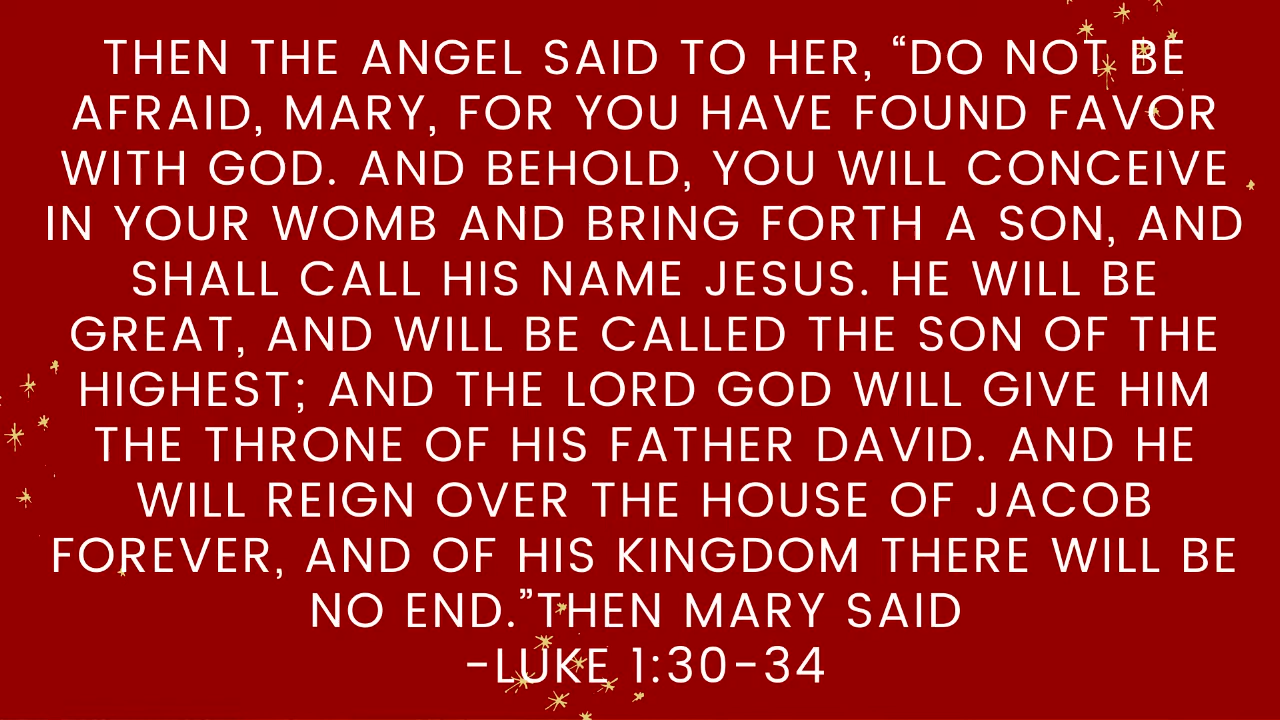 THEN THE ANGEL SAID TO HER, “DO NOT BE
AFRAID, MARY, FOR YOU HAVE FOUND FAVOR
WITH GOD. AND BEHOLD, YOU WILL CONCEIVE
IN YOUR WOMB AND BRING FORTH A SON, AND
SHALL CALL HIS NAME JESUS. HE WILL BE
GREAT, AND WILL BE CALLED THE SON OF THE
HIGHEST; AND THE LORD GOD WILL GIVE HIM
THE THRONE OF HIS FATHER DAVID. AND HE
WILL REIGN OVER THE HOUSE OF JACOB
FOREVER, AND OF HIS KINGDOM THERE WILL BE
NO END.”THEN MARY SAID
-LUKE 1:30-34